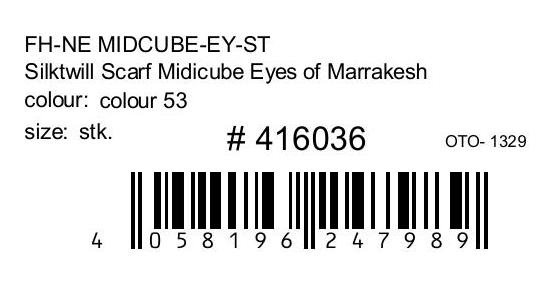 FH-NE MIDCUBE-EY-ST
Silktwill Scarf Midicube Eyes of Marrakesh
colour: colour 53
size: stk.
# 416036
OTO- 1329
4 058196 247989